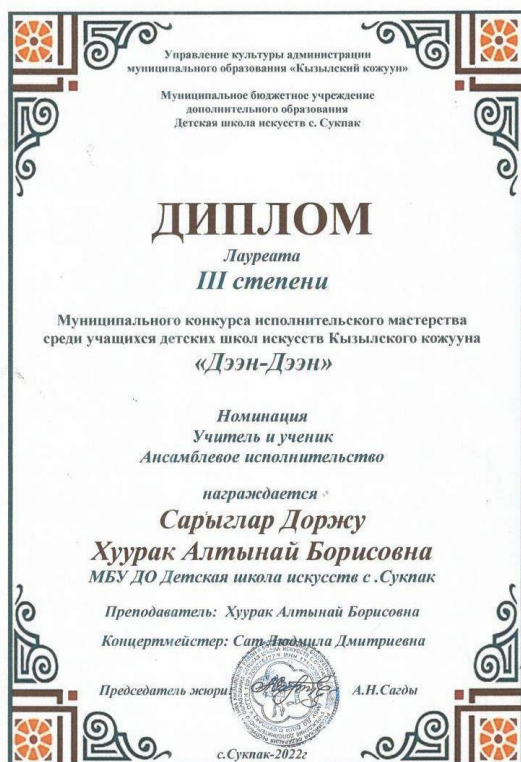 Управление культуры администрации
муниципального образования «Кызылский кожуун»
Муниципальное бюджетное учреждение
дополнительного образования
Детская школа искусств с. Сукпак
ДИПЛОМ
Лауреата
III степени
Муниципального конкурса исполнительского мастерства
среди учащихся детских школ искусств Кызылского кожууна
«Дээн-Дээн»
Номинация
Учитель и ученик
Ансамблевое исполнительство
награждается
Сарыглар Доржу
Хуурак Алтынай Борисовна
МБУ ДО Детская школа искусств с .Сукпак
Преподаватель: Хуурак Алтынай Борисовна
Концертмейстер: Сат Людмила Дмитриевна
Председатель жюри: А.Н.Сагды
с.Сукпак-2022г